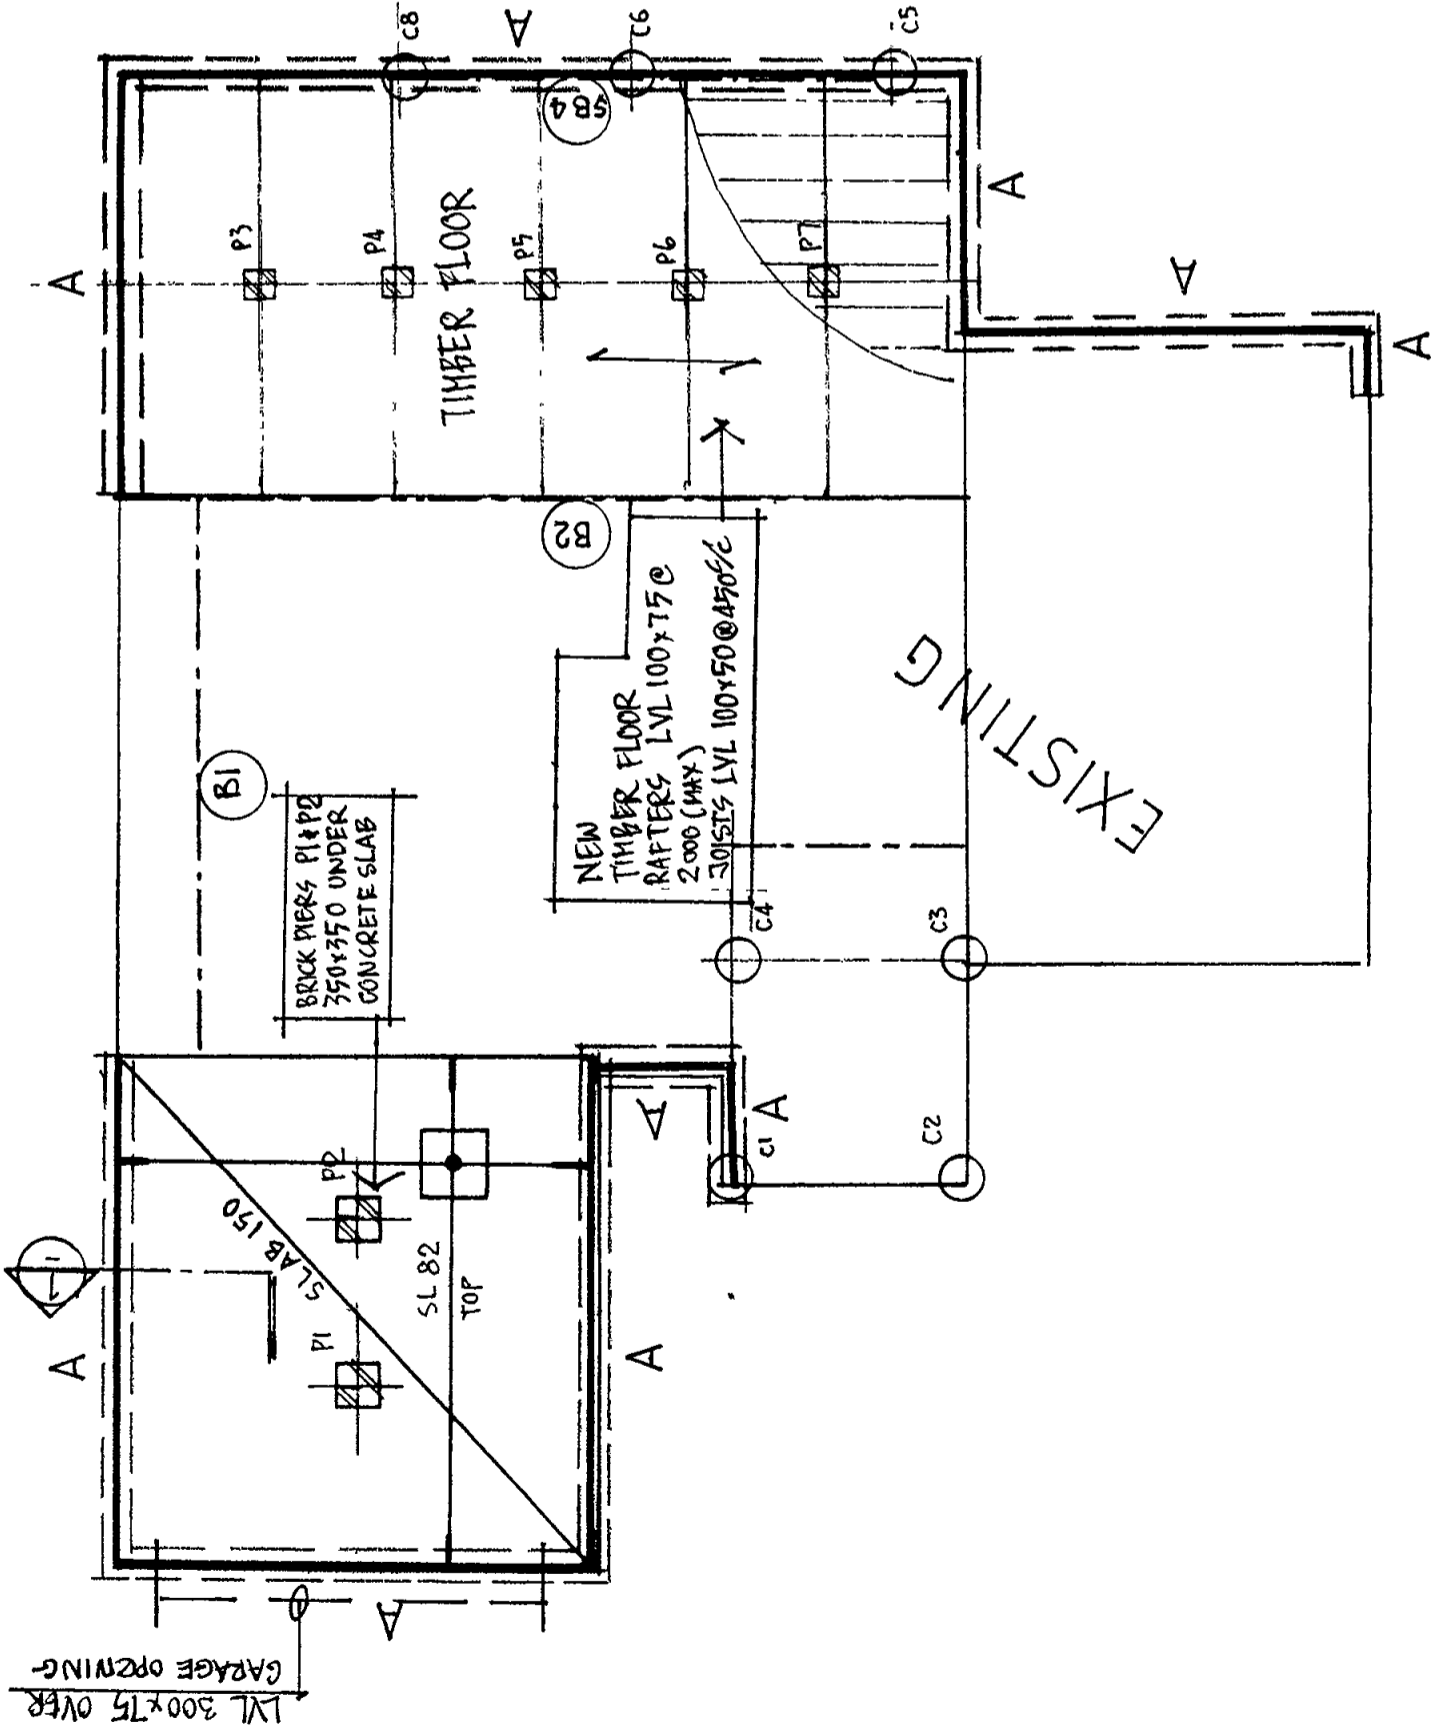 A
C8
A
C6
C5
SB4
A
P3
P4
P5
P6
P7
TIMBER FLOOR
A
A
B2
NEW
TIMBER FLOOR
RAFTERS LVL 100x75@
2000 (MAX)
JOISTS LVL 100x50@450c/c
EXISTING
B1
BRICK PIERS P1&P2
350x350 UNDER
CONCRETE SLAB
C4
C3
A
A
C1
C2
P2
P1
SLAB 150
SL 82
TOP
1
1
A
A
A
LVL 300x75 OVER
GARAGE OPENING